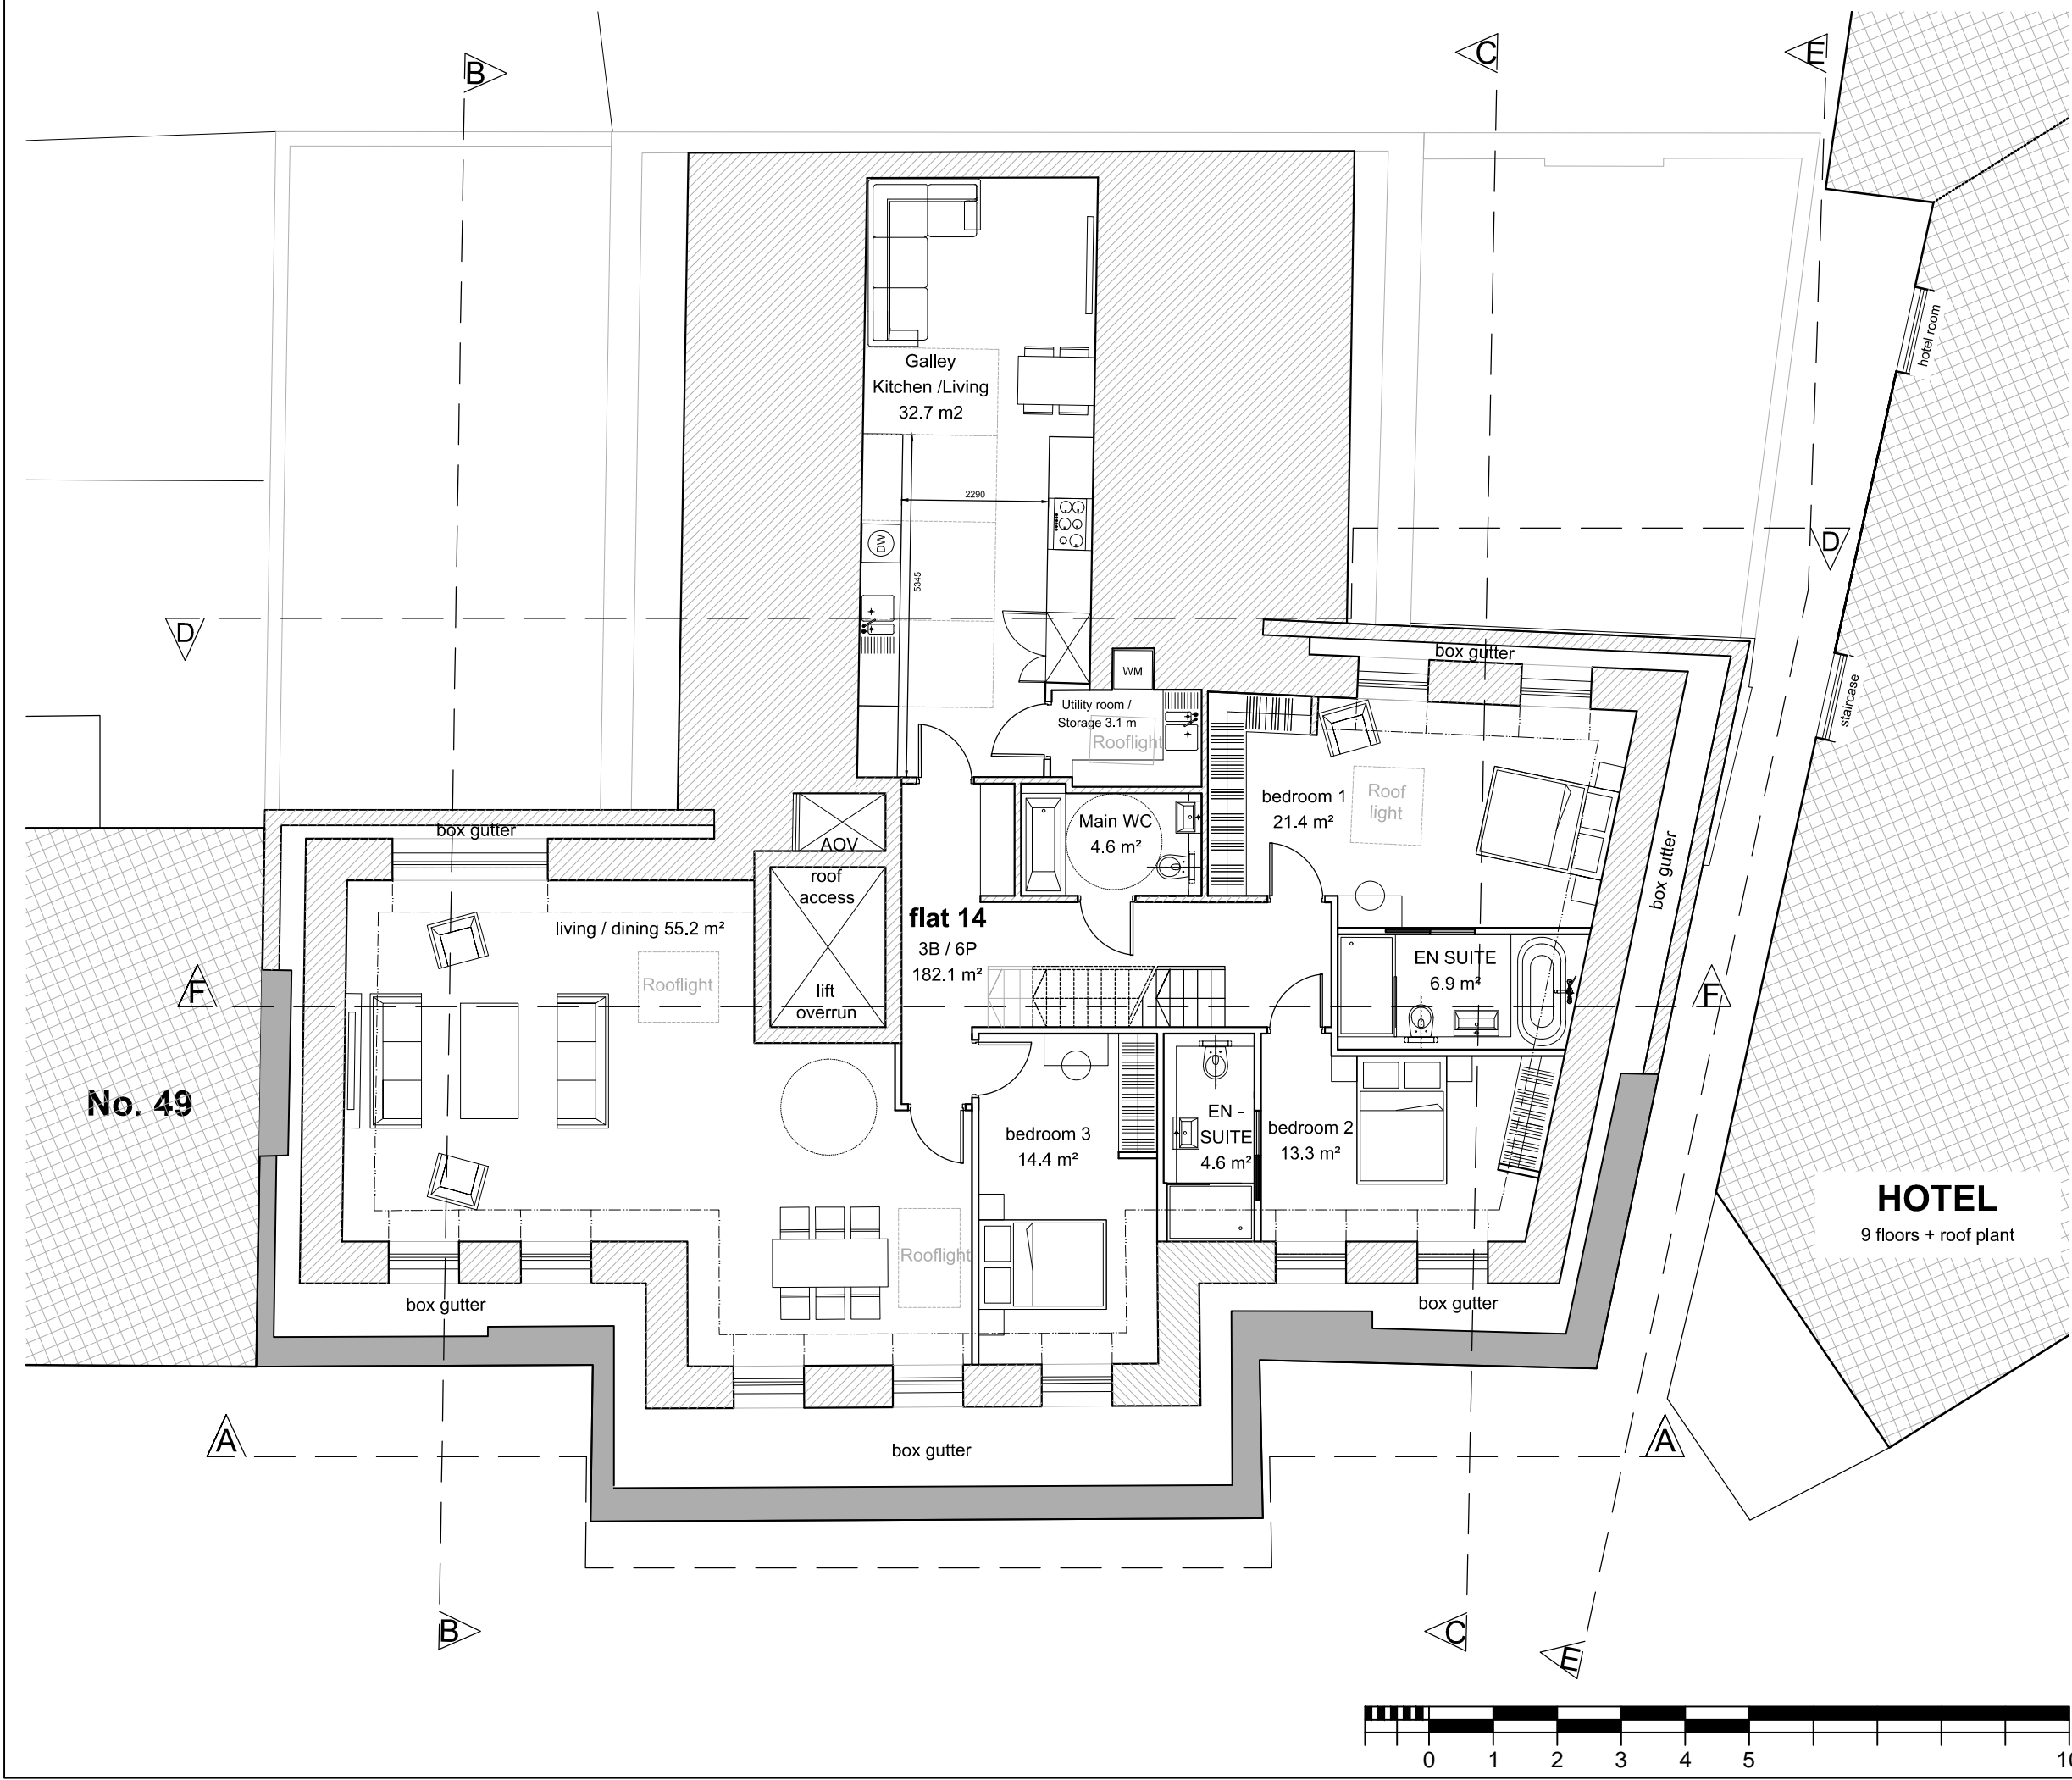 B
C
E
hotel room
Galley
Kitchen /Living
32.7 m2
2290
DW
5345
D
D
staircase
box gutter
WM
Utility room /
Storage 3.1 m
Rooflight
bedroom 1
21.4 m²
Roof
light
box gutter
Main WC
4.6 m²
AOV
roof
access
box gutter
flat 14
3B / 6P
182.1 m²
living / dining 55.2 m²
Rooflight
lift
overrun
EN SUITE
6.9 m²
F
F
No. 49
bedroom 3
14.4 m²
EN -
SUITE
4.6 m²
bedroom 2
13.3 m²
HOTEL
9 floors + roof plant
Rooflight
box gutter
box gutter
A
A
box gutter
B
C
E
0 1 2 3 4 5 10